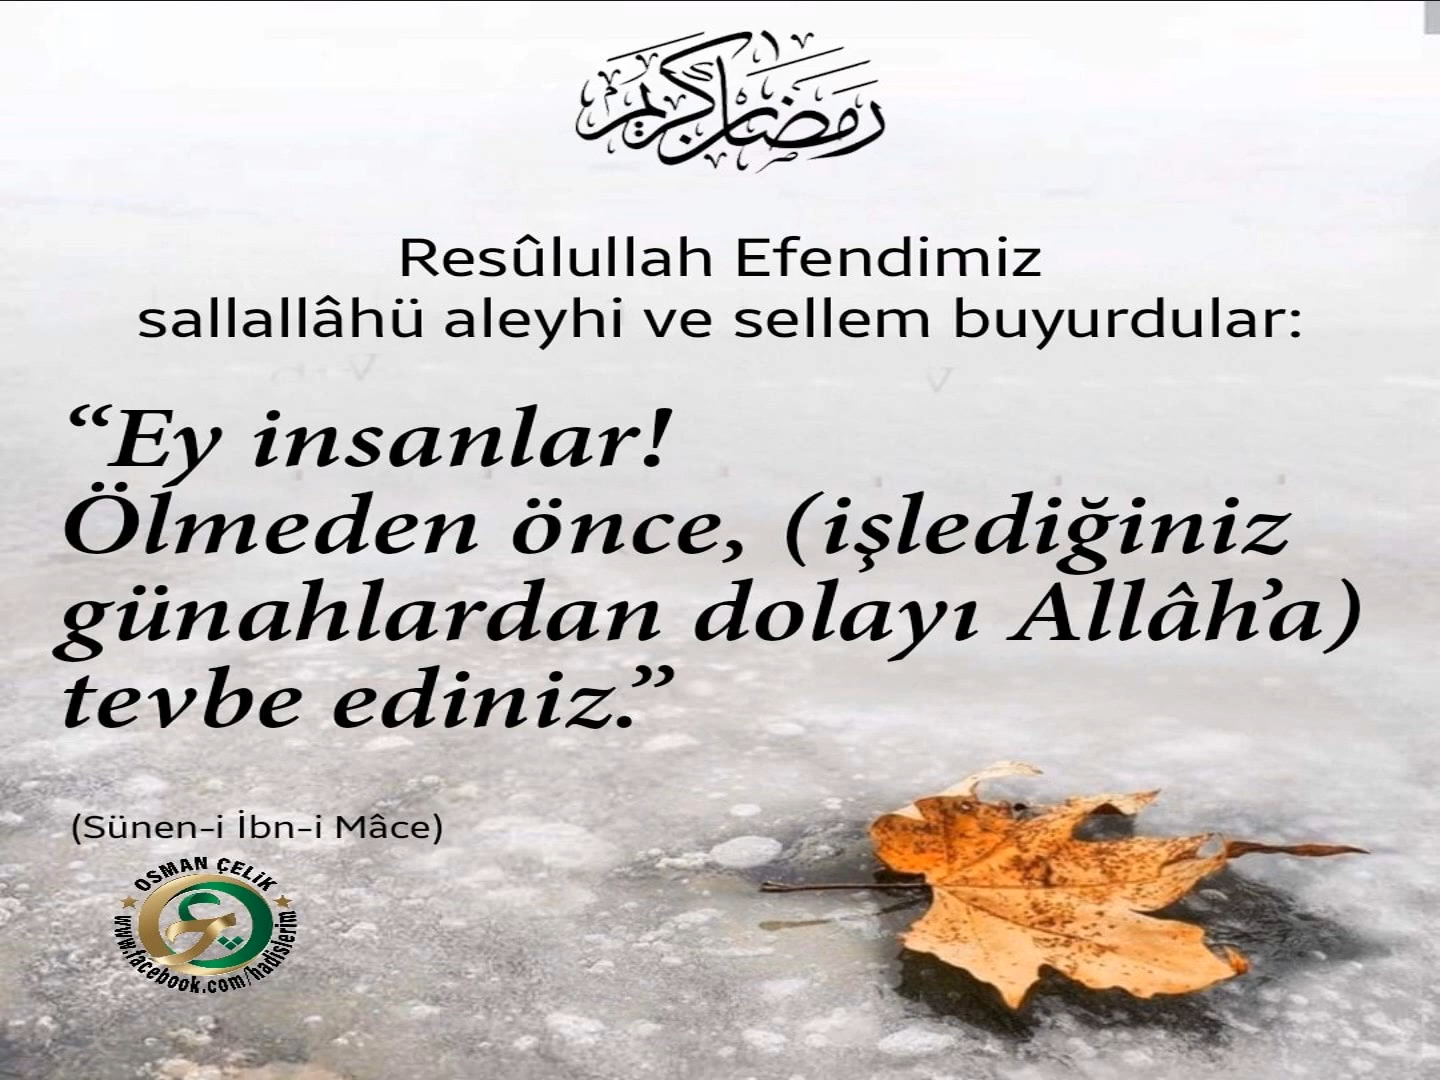 رمضان كريم
Resûlullah Efendimiz
sallallâhü aleyhi ve sellem buyurdular:
“Ey insanlar!
Ölmeden önce, (işlediğiniz
günahlardan dolayı Allâh’a)
tevbe ediniz.”
(Sünen-i İbn-i Mâce)
OSMAN ÇELiK
www.facebook.com/hadislerim